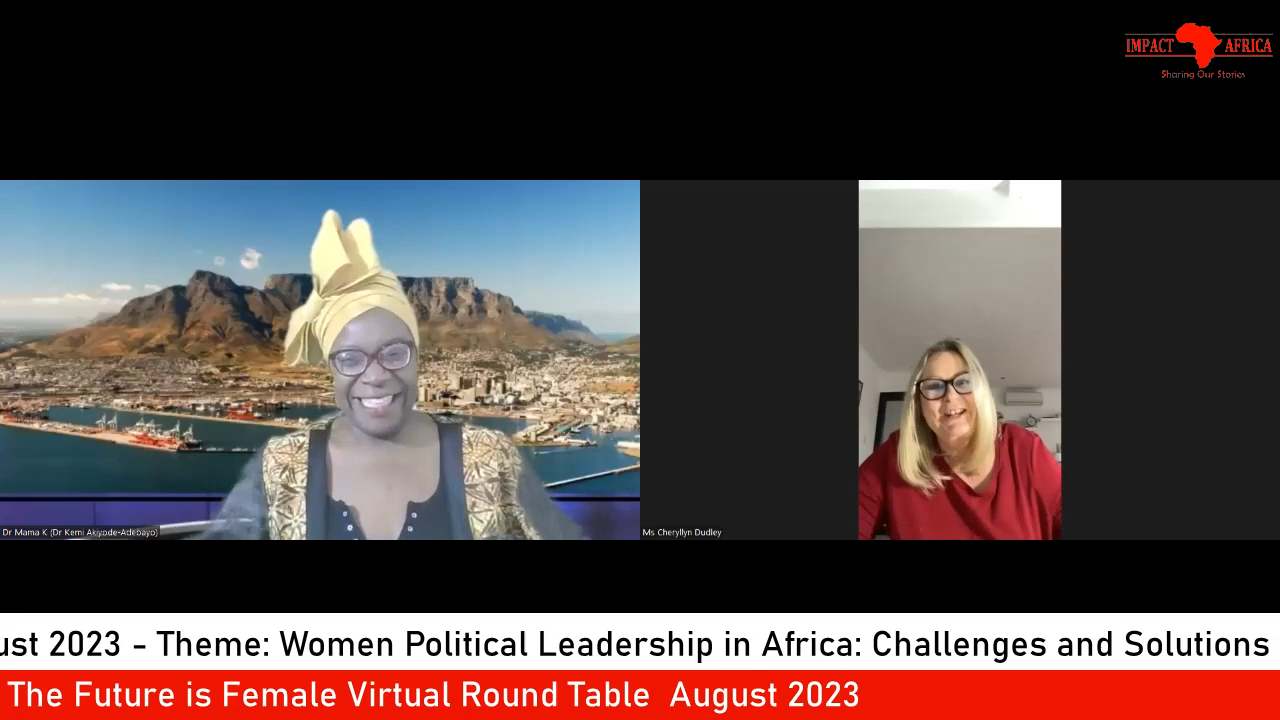 IMPACT AFRICA
Sharing Our Stories
Dr Mama K (Dr Kemi Akiyode-Adebayo)
Ms Cheryllyn Dudley
ust 2023 - Theme: Women Political Leadership in Africa: Challenges and Solutions
The Future is Female Virtual Round Table August 2023